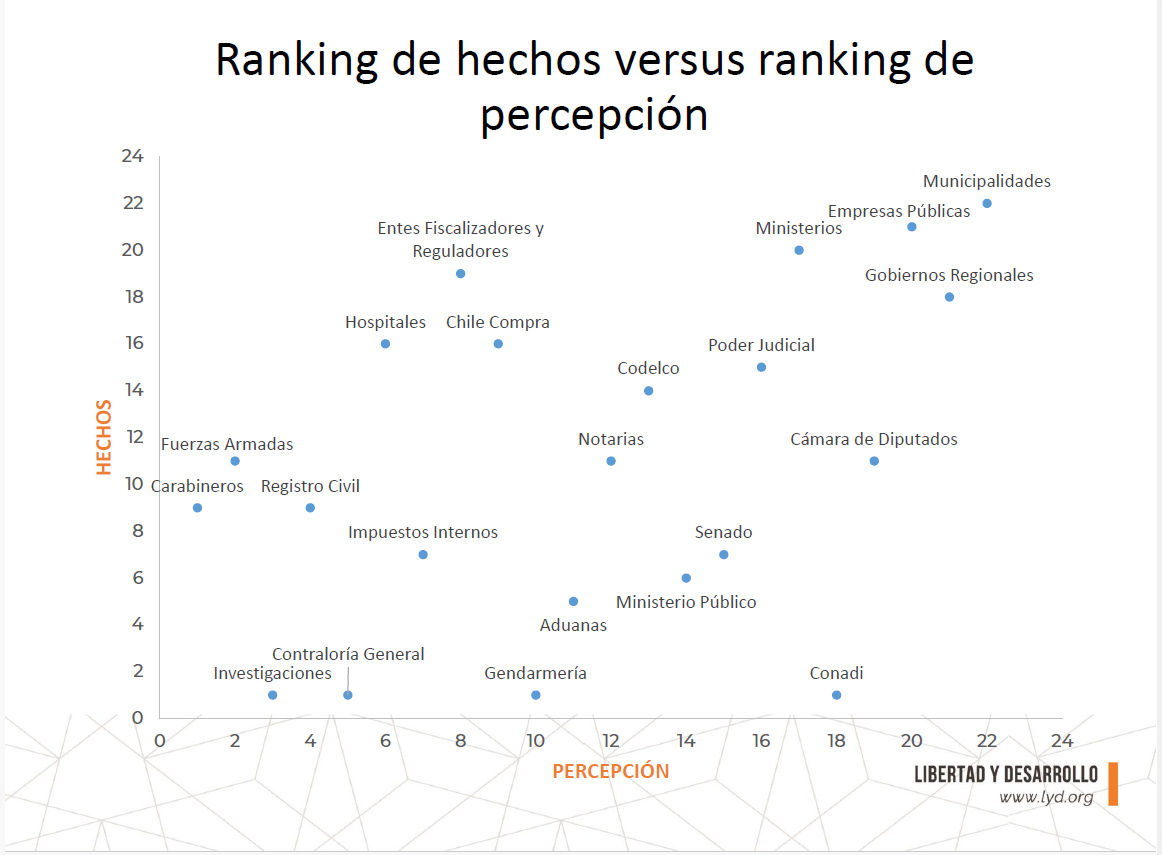 Ranking de hechos versus ranking de
percepción
24
Municipalidades
22
Empresas Públicas
Entes Fiscalizadores y
Ministerios
Reguladores
20
Gobiernos Regionales
18
Hospitales
Chile Compra
16
Poder Judicial
Codelco
14
HECHOS
12
Fuerzas Armadas
Notarias
Cámara de Diputados
10
Carabineros
Registro Civil
8
Impuestos Internos
Senado
6
Ministerio Público
4
Aduanas
Contraloría General
2
Investigaciones
Gendarmería
Conadi
0
0 2 4 6 8 10 12 14 16 18 20 22 24
PERCEPCIÓN
LIBERTAD Y DESARROLLO
www.lyd.org